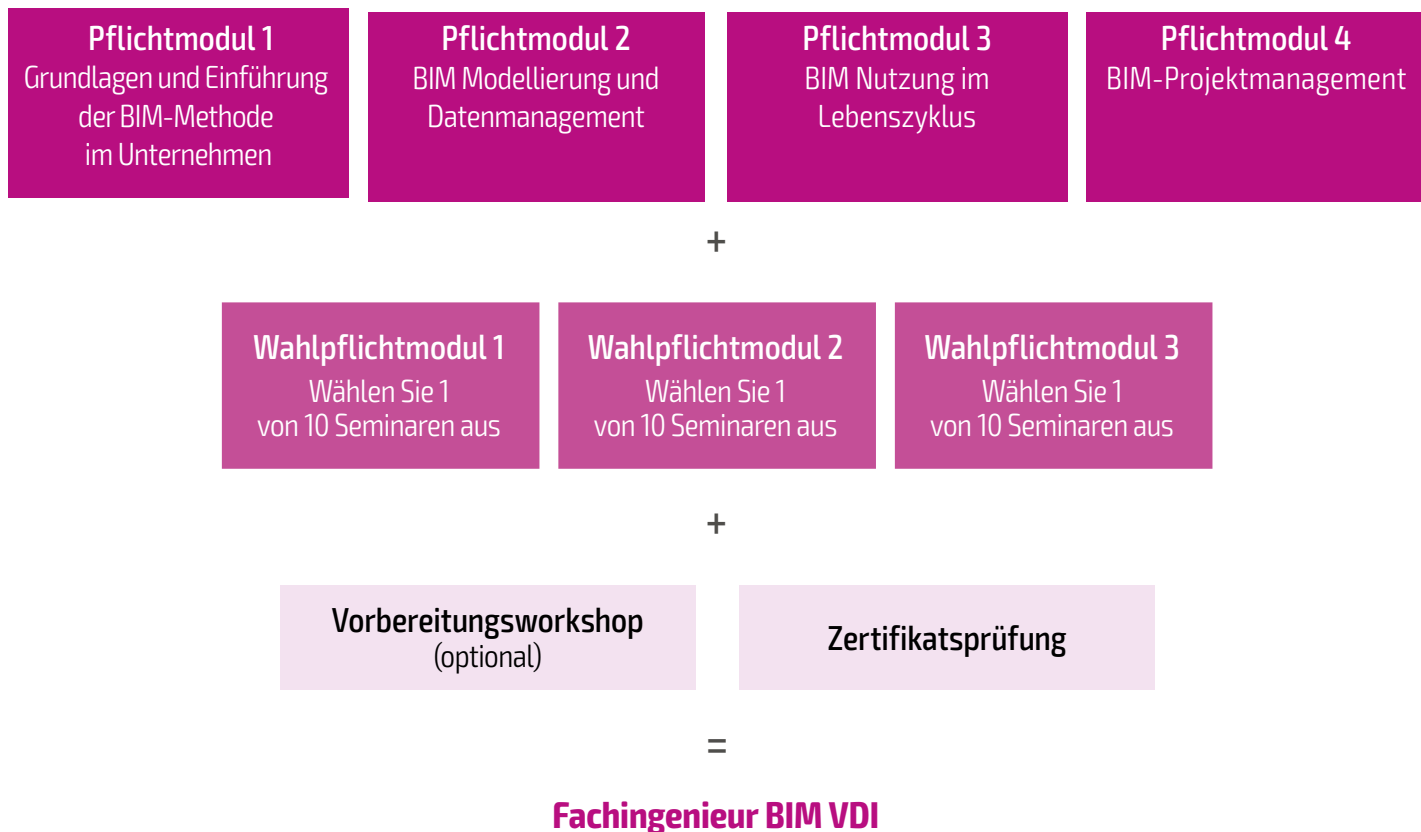 Pflichtmodul 1
Grundlagen und Einführung
der BIM-Methode
im Unternehmen
Pflichtmodul 2
BIM Modellierung und
Datenmanagement
Pflichtmodul 3
BIM Nutzung im
Lebenszyklus
Pflichtmodul 4
BIM-Projektmanagement
+
Wahlpflichtmodul 1
Wählen Sie 1
von 10 Seminaren aus
Wahlpflichtmodul 2
Wählen Sie 1
von 10 Seminaren aus
Wahlpflichtmodul 3
Wählen Sie 1
von 10 Seminaren aus
+
Vorbereitungsworkshop
(optional)
Zertifikatsprüfung
=
Fachingenieur BIM VDI